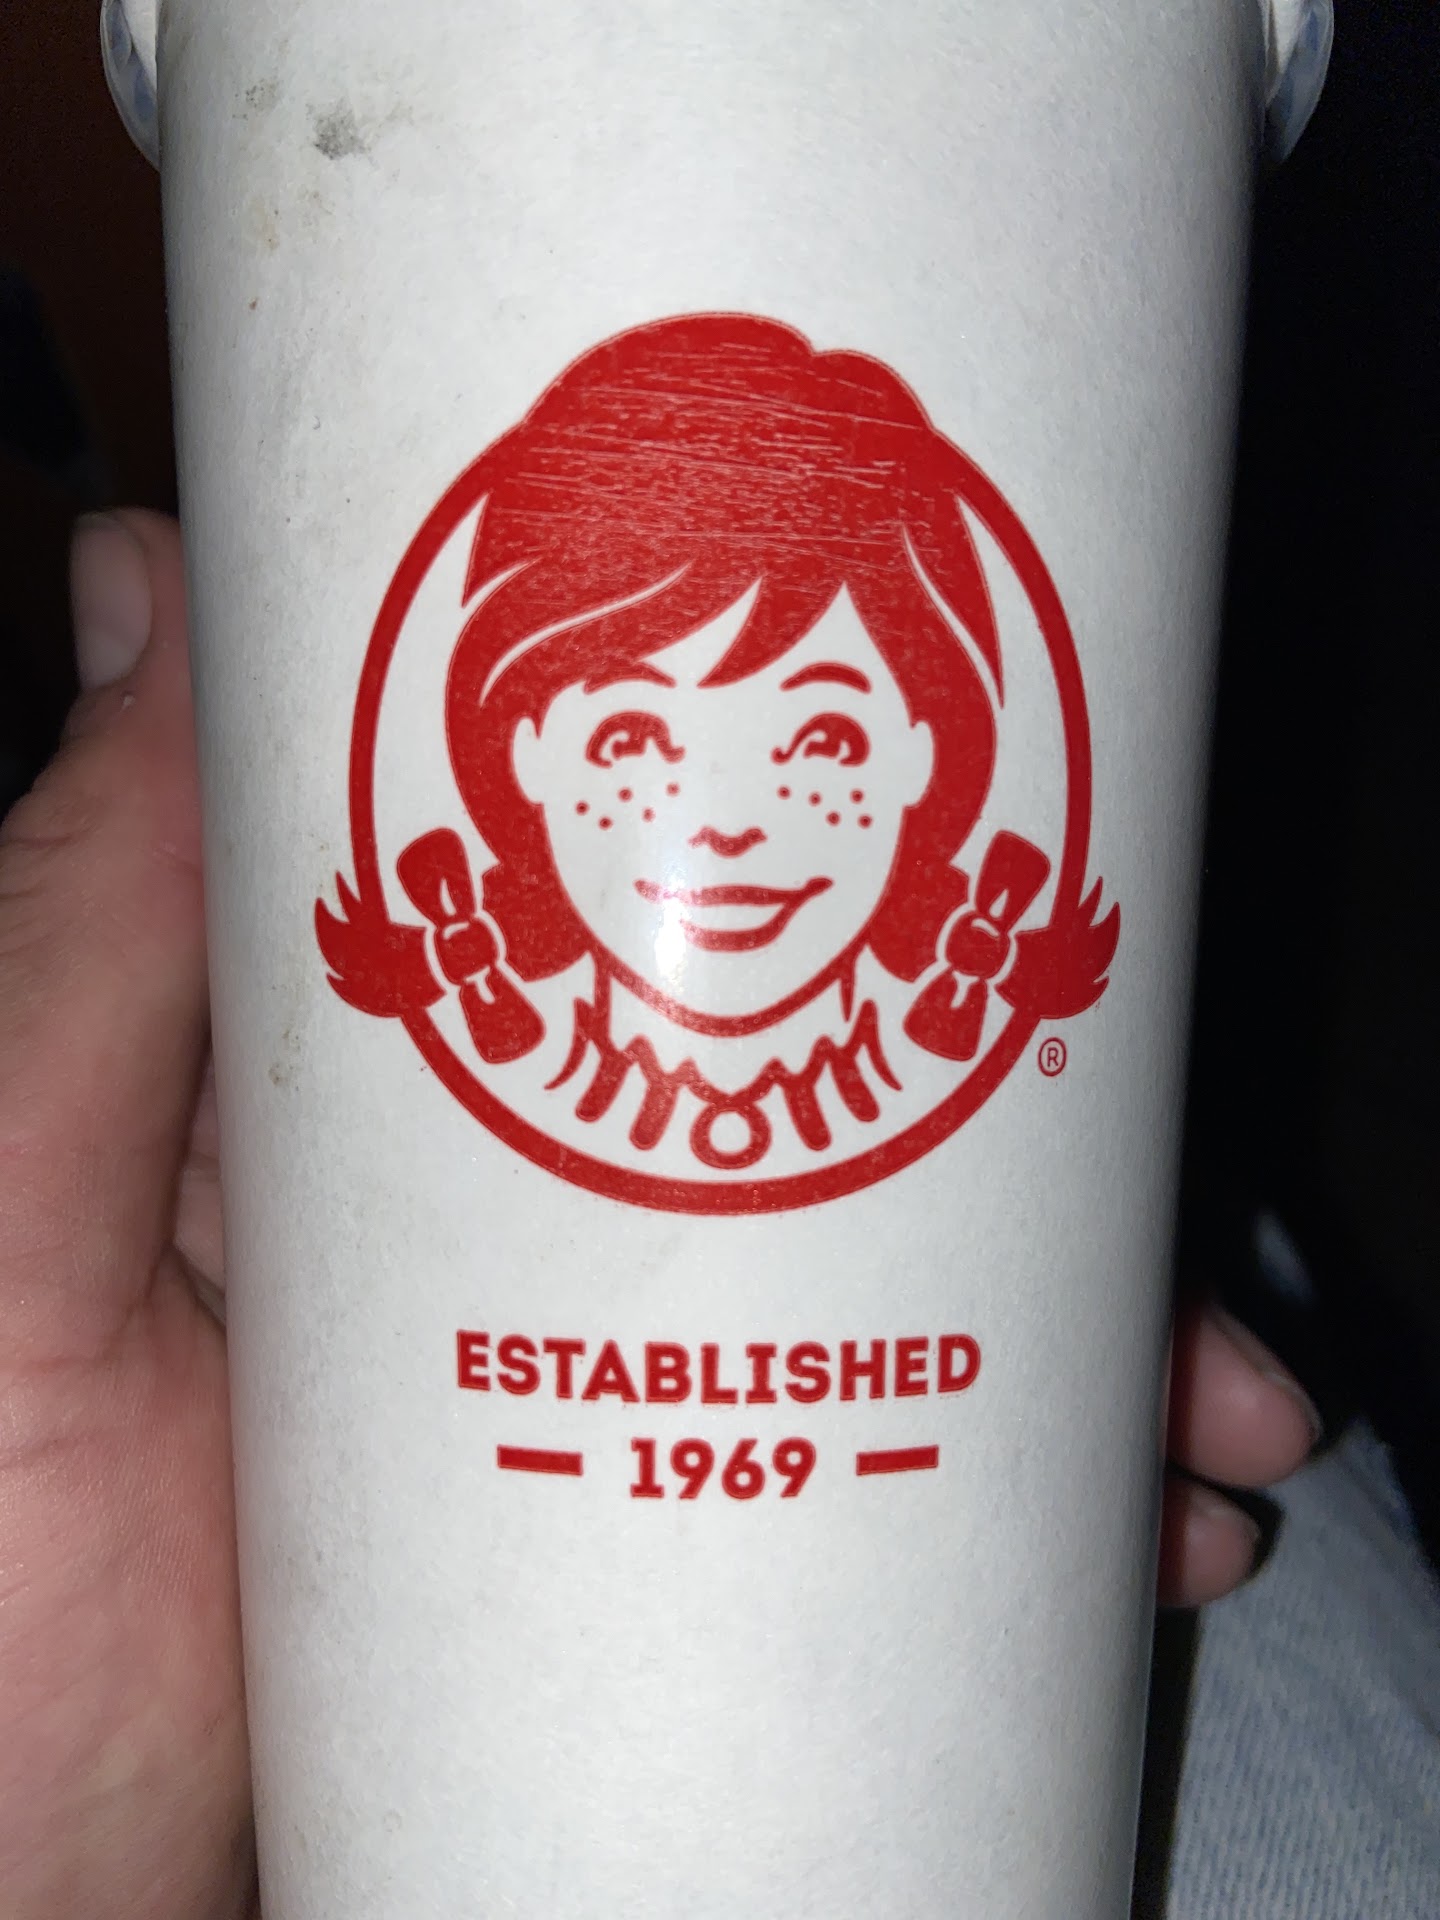 ®
ESTABLISHED
— 1969 —